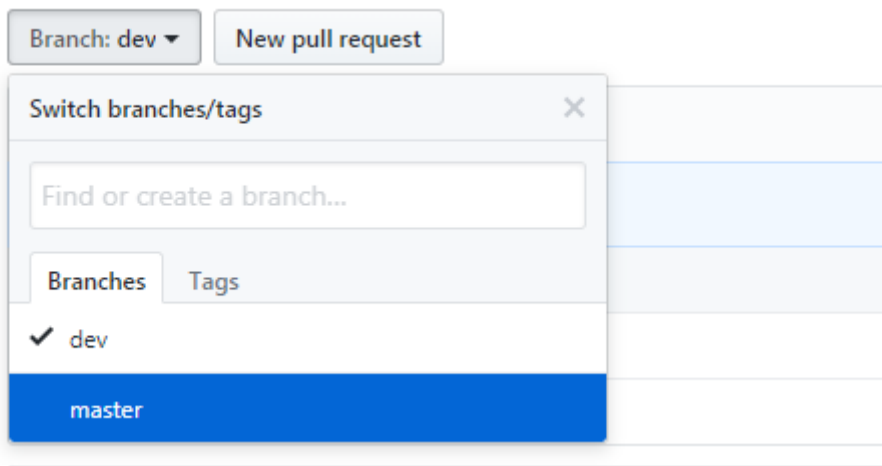 Branch: dev
New pull request
Switch branches/tags
Find or create a branch...
Branches Tags
dev
master